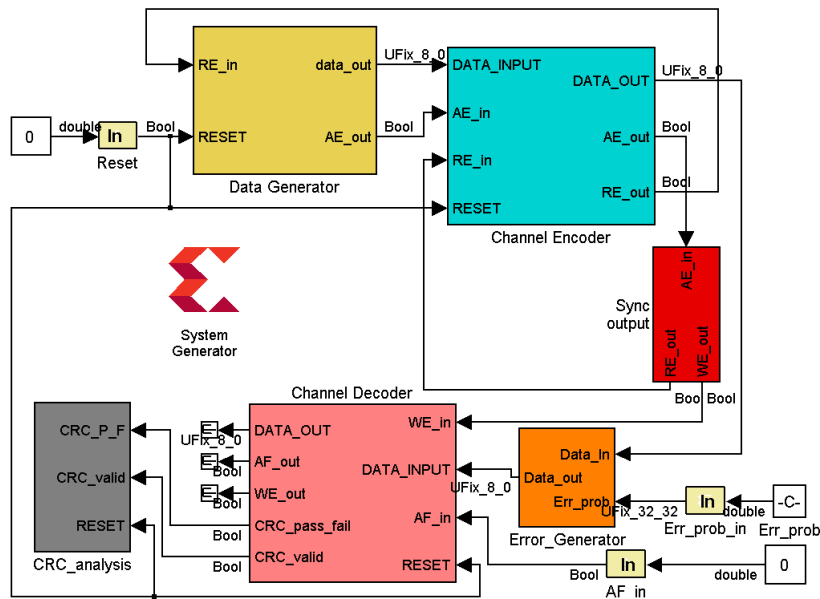 RE_in
data_out
UFix_8_0
DATA_INPUT
DATA_OUT
UFix_8_0
0
double
In
Bool
RESET
AE_out
Bool
AE_in
AE_out
Bool
Reset
RE_in
Data Generator
RE_out
Bool
RESET
Channel Encoder
AE_in
Sync
output
RE_out
WE_out
System
Generator
Bool
Bool
Channel Decoder
CRC_P_F
DATA_OUT
UFix_8_0
WE_in
Data_in
AF_out
Bool
DATA_INPUT
UFix_8_0
Data_out
CRC_valid
WE_out
Bool
Err_prob
UFix_32_32
In
double
-C-
Err_prob_in
Err_prob
RESET
CRC_pass_fail
Bool
AF_in
Error_Generator
CRC_analysis
CRC_valid
Bool
RESET
Bool
In
double
0
AF_in